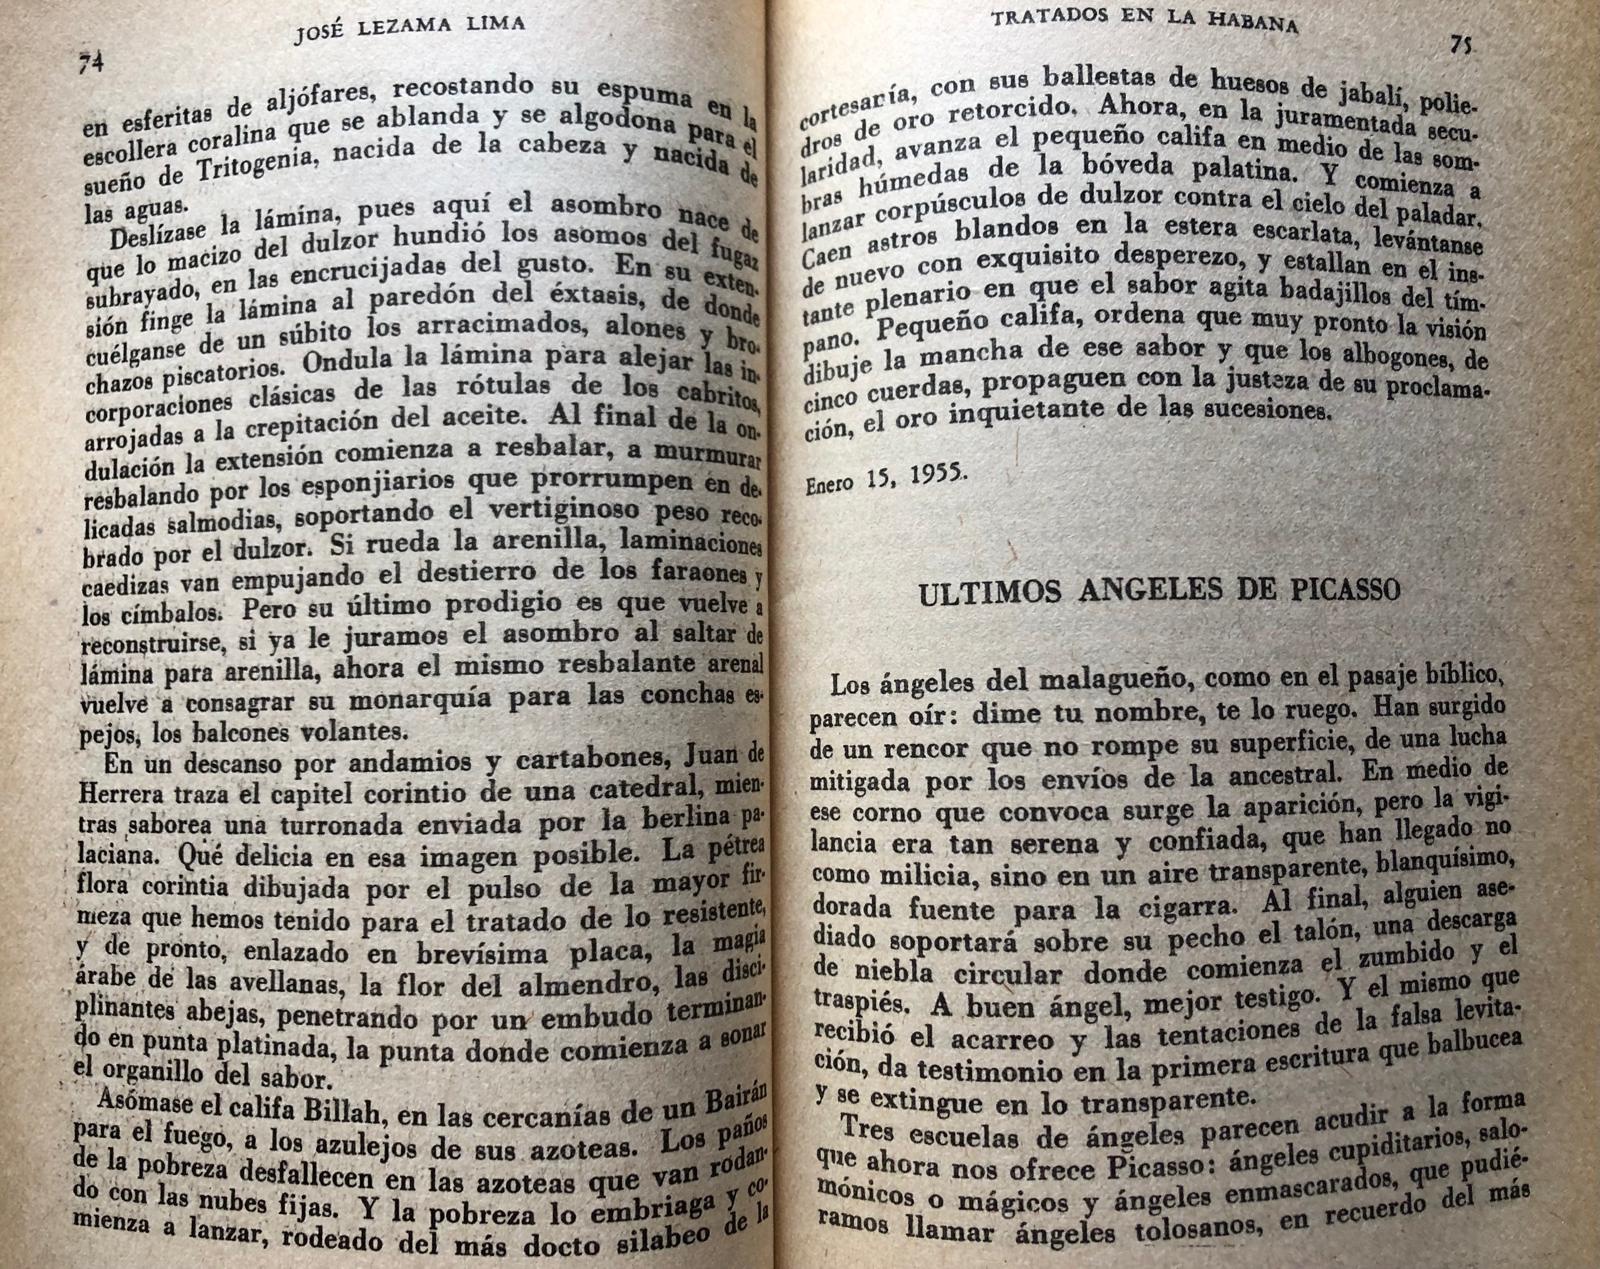 JOSÉ LEZAMA LIMA
74
en esferitas de aljófares, recostando su espuma en la
escollera coralina que se ablanda y se algodona para el
sueño de Tritogenia, nacida de la cabeza y nacida de
las aguas.
Deslízase la lámina, pues aquí el asombro nace de
que lo macizo del dulzor hundió los asomos del fugaz
subrayado, en las encrucijadas del gusto. En su exten-
sión finge la lámina al paredón del éxtasis, de donde
cuélganse de un súbito los arracimados, alones y bro-
chazos piscatorios. Ondula la lámina para alejar las in-
corporaciones clásicas de las rótulas de los cabritos,
arrojadas a la crepitación del aceite. Al final de la on-
dulación la extensión comienza a resbalar, a murmurar
resbalando por los esponjiarios que prorrumpen en de-
licadas salmodias, soportando el vertiginoso peso reco-
brado por el dulzor. Si rueda la arenilla, laminaciones
caedizas van empujando el destierro de los faraones y
los címbalos. Pero su último prodigio es que vuelve a
reconstruirse, si ya le juramos el asombro al saltar de
lámina para arenilla, ahora el mismo resbalante arenal
vuelve a consagrar su monarquía para las conchas es-
pejos, los balcones volantes.
En un descanso por andamios y cartabones, Juan de
Herrera traza el capitel corintio de una catedral, mien-
tras saborea una turronada enviada por la berlina pa-
laciana. Qué delicia en esa imagen posible. La pétrea
flora corintia dibujada por el pulso de la mayor fir-
meza que hemos tenido para el tratado de lo resistente,
y de pronto, enlazado en brevísima placa, la magia
árabe de las avellanas, la flor del almendro, las disci-
plinantes abejas, penetrando por un embudo terminan-
do en punta platinada, la punta donde comienza a sonar
el organillo del sabor.
Asómase el califa Billah, en las cercanías de un Bairán
para el fuego, a los azulejos de sus azoteas. Los paños
de la pobreza desfallecen en las azoteas que van rodan-
do con las nubes fijas. Y la pobreza lo embriaga y co-
mienza a lanzar, rodeado del más docto silabeo de la
TRATADOS EN LA HABANA
75
cortesanía, con sus ballestas de huesos de jabalí, polie-
dros de oro retorcido. Ahora, en la juramentada secu-
laridad, avanza el pequeño califa en medio de las som-
bras húmedas de la bóveda palatina. Y comienza a
lanzar corpúsculos de dulzor contra el cielo del paladar.
Caen astros blandos en la estera escarlata, levántanse
de nuevo con exquisito desperezo, y estallan en el ins-
tante plenario en que el sabor agita badajillos del tím-
pano. Pequeño califa, ordena que muy pronto la visión
dibuje la mancha de ese sabor y que los albogones, de
cinco cuerdas, propaguen con la justeza de su proclama-
ción, el oro inquietante de las sucesiones.
Enero 15, 1955.
ULTIMOS ANGELES DE PICASSO
Los ángeles del malagueño, como en el pasaje bíblico,
parecen oír: dime tu nombre, te lo ruego. Han surgido
de un rencor que no rompe su superficie, de una lucha
mitigada por los envíos de la ancestral. En medio de
ese corno que convoca surge la aparición, pero la vigi-
lancia era tan serena y confiada, que han llegado no
como milicia, sino en un aire transparente, blanquísimo,
dorada fuente para la cigarra. Al final, alguien ase-
diado soportará sobre su pecho el talón, una descarga
de niebla circular donde comienza el zumbido y el
traspiés. A buen ángel, mejor testigo. Y el mismo que
recibió el acarreo y las tentaciones de la falsa levita-
ción, da testimonio en la primera escritura que balbucea
y se extingue en lo transparente.
Tres escuelas de ángeles parecen acudir a la forma
que ahora nos ofrece Picasso: ángeles cupiditarios, salo-
mónicos o mágicos y ángeles enmascarados, que pudié-
ramos llamar ángeles tolosanos, en recuerdo del más